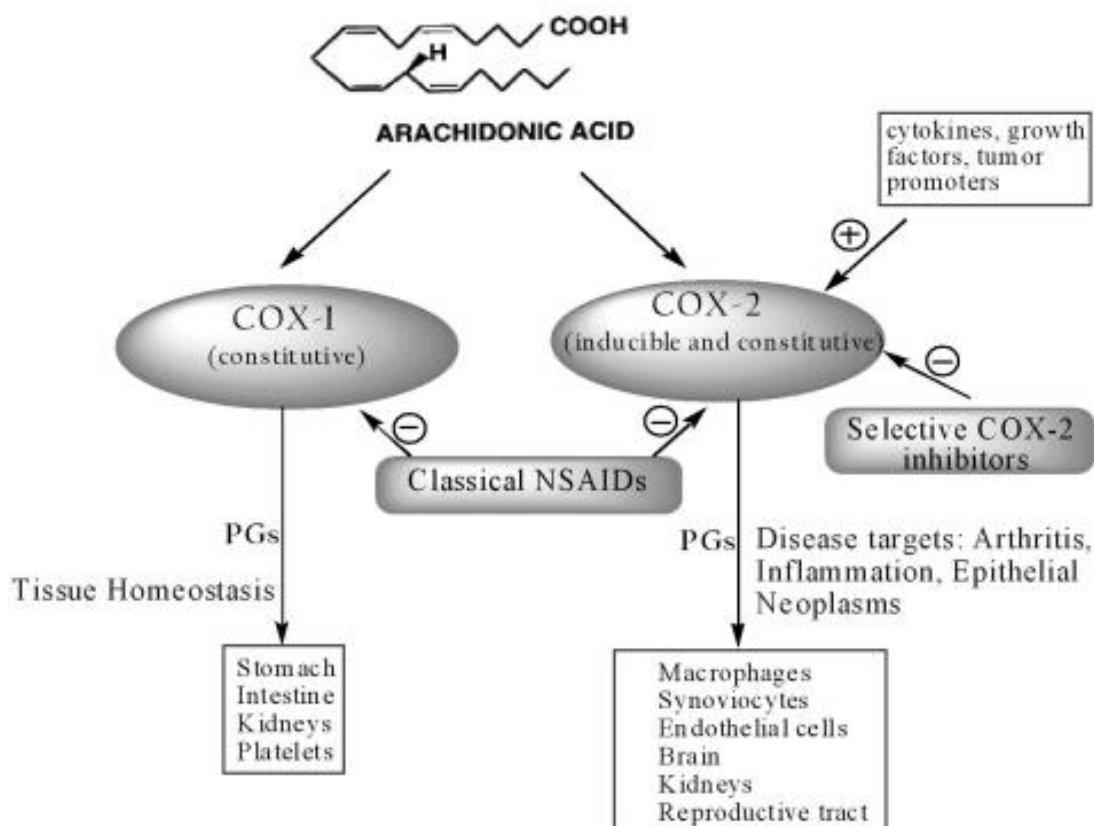 COOH
H
ARACHIDONIC ACID
cytokines, growth
factors, tumor
promoters
+
COX-1
(constitutive)
COX-2
(inducible and constitutive)
−
−
−
Classical NSAIDs
Selective COX-2
inhibitors
PGs
Tissue Homeostasis
PGs
Disease targets: Arthritis,
Inflammation, Epithelial
Neoplasms
Stomach
Intestine
Kidneys
Platelets
Macrophages
Synoviocytes
Endothelial cells
Brain
Kidneys
Reproductive tract